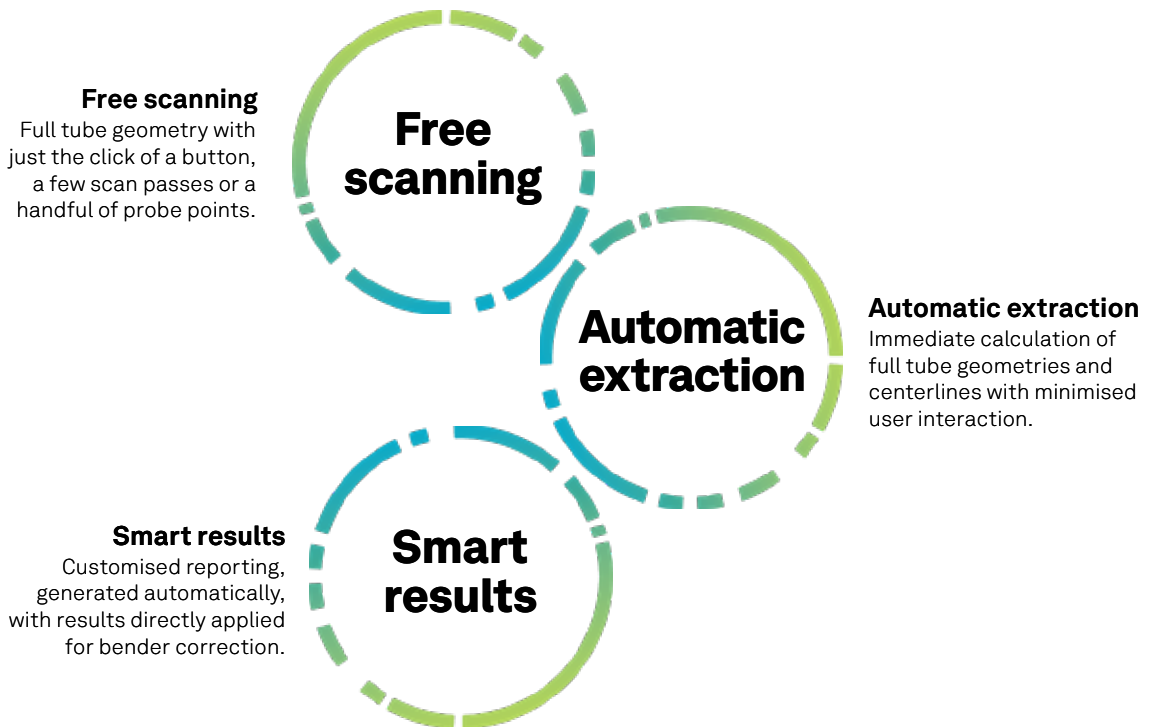 Free scanning
Full tube geometry with
just the click of a button,
a few scan passes or a
handful of probe points.
Free
scanning
Automatic
extraction
Automatic extraction
Immediate calculation of
full tube geometries and
centerlines with minimised
user interaction.
Smart results
Customised reporting,
generated automatically,
with results directly applied
for bender correction.
Smart
results